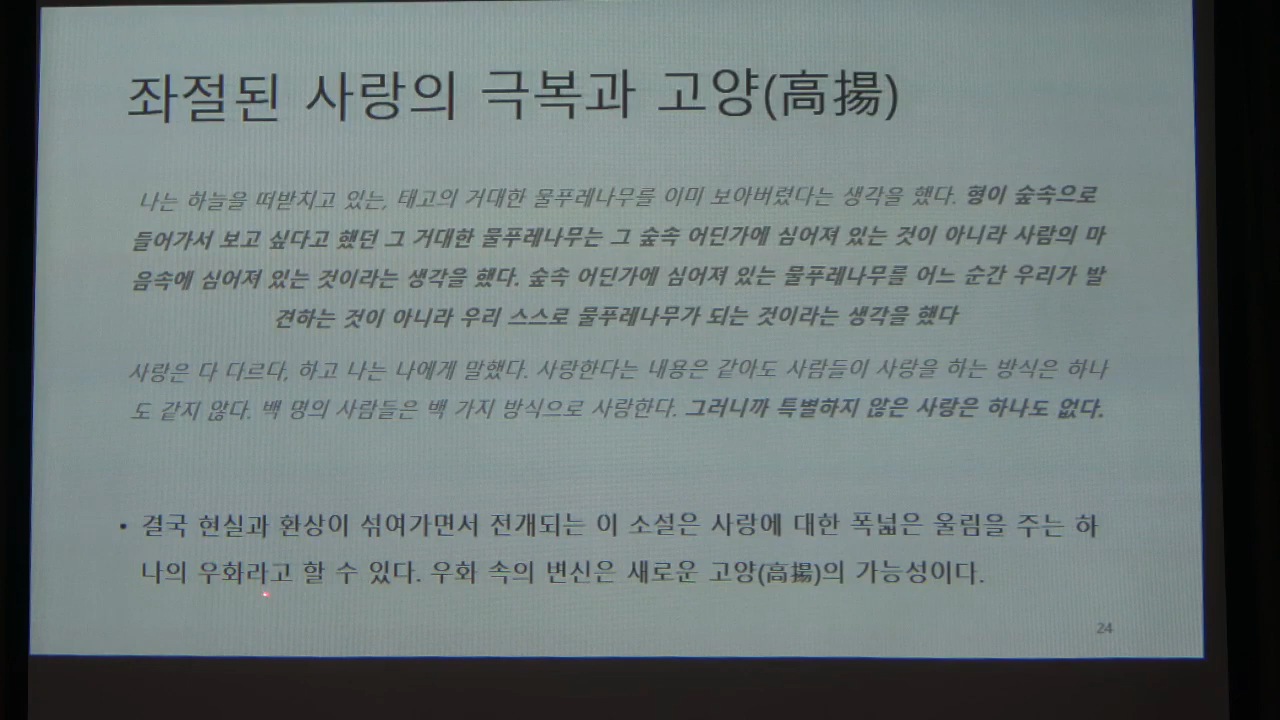 좌절된 사랑의 극복과 고양(高揚)
나는 하늘을 떠받치고 있는, 태고의 거대한 물푸레나무를 이미 보아버렸다는 생각을 했다. 형이 숲속으로
들어가서 보고 싶다고 했던 그 거대한 물푸레나무는 그 숲속 어딘가에 심어져 있는 것이 아니라 사람의 마
음속에 심어져 있는 것이라는 생각을 했다. 숲속 어딘가에 심어져 있는 물푸레나무를 어느 순간 우리가 발
견하는 것이 아니라 우리 스스로 물푸레나무가 되는 것이라는 생각을 했다
사랑은 다 다르다, 하고 나는 나에게 말했다. 사랑한다는 내용은 같아도 사람들이 사랑을 하는 방식은 하나
도 같지 않다. 백 명의 사람들은 백 가지 방식으로 사랑한다. 그러니까 특별하지 않은 사랑은 하나도 없다.
• 결국 현실과 환상이 섞여가면서 전개되는 이 소설은 사랑에 대한 폭넓은 울림을 주는 하
나의 우화라고 할 수 있다. 우화 속의 변신은 새로운 고양(高揚)의 가능성이다.
24